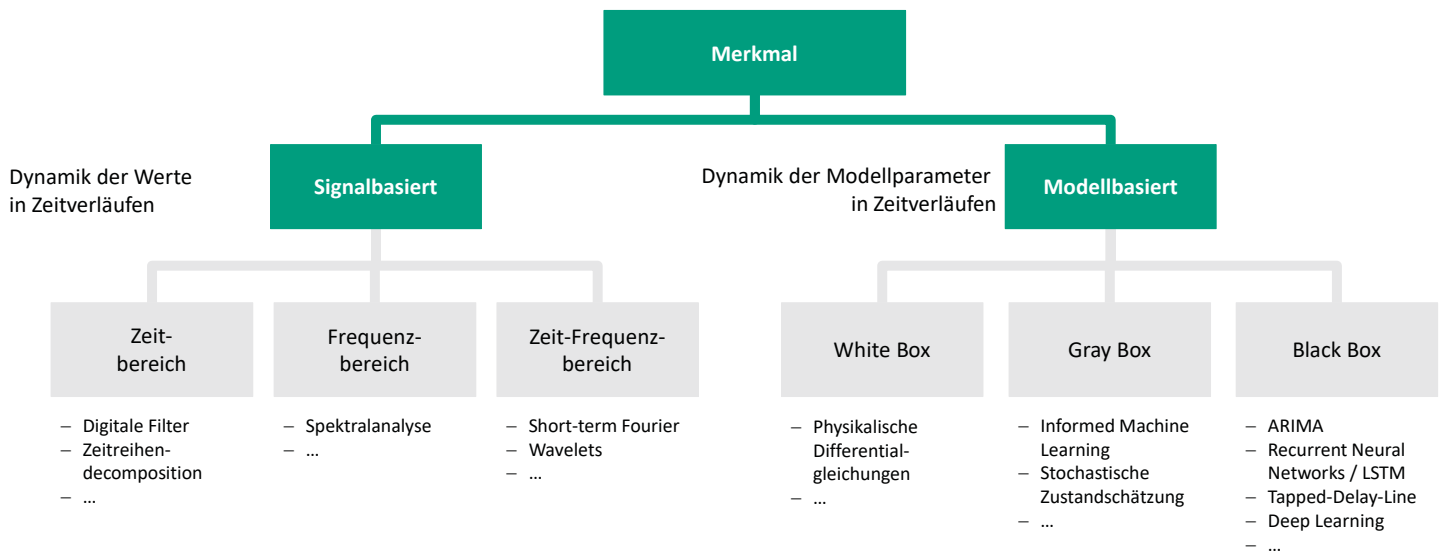 Merkmal
Dynamik der Werte
in Zeitverläufen
Signalbasiert
Dynamik der Modellparameter
in Zeitverläufen
Modellbasiert
Zeit-
bereich
Frequenz-
bereich
Zeit-Frequenz-
bereich
White Box
Gray Box
Black Box
– Digitale Filter
– Zeitreihen-
decomposition
– ...
– Spektralanalyse
– ...
– Short-term Fourier
– Wavelets
– ...
– Physikalische
Differential-
gleichungen
– ...
– Informed Machine
Learning
– Stochastische
Zustandschätzung
– ...
– ARIMA
– Recurrent Neural
Networks / LSTM
– Tapped-Delay-Line
– Deep Learning
– ...